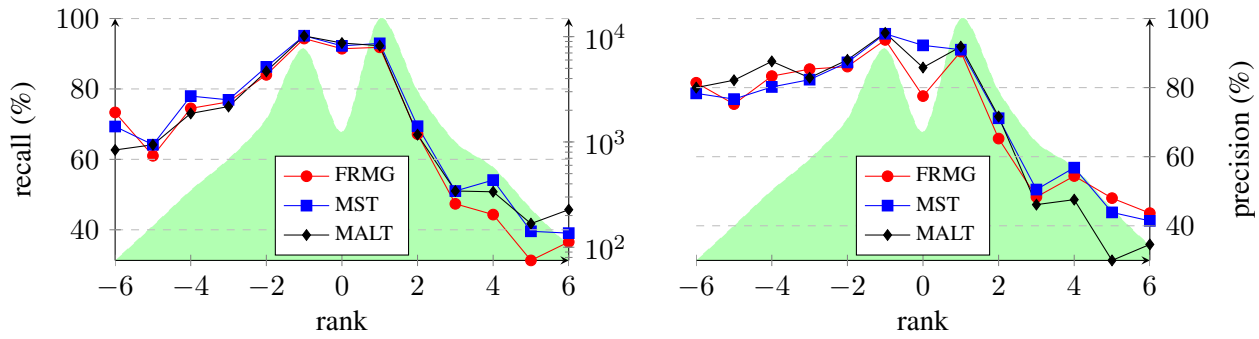 100
80
60
40
recall (%)
10^4
10^3
10^2
FRMG
MST
MALT
−6 −4 −2 0 2 4 6
rank
100
80
60
40
precision (%)
FRMG
MST
MALT
−6 −4 −2 0 2 4 6
rank